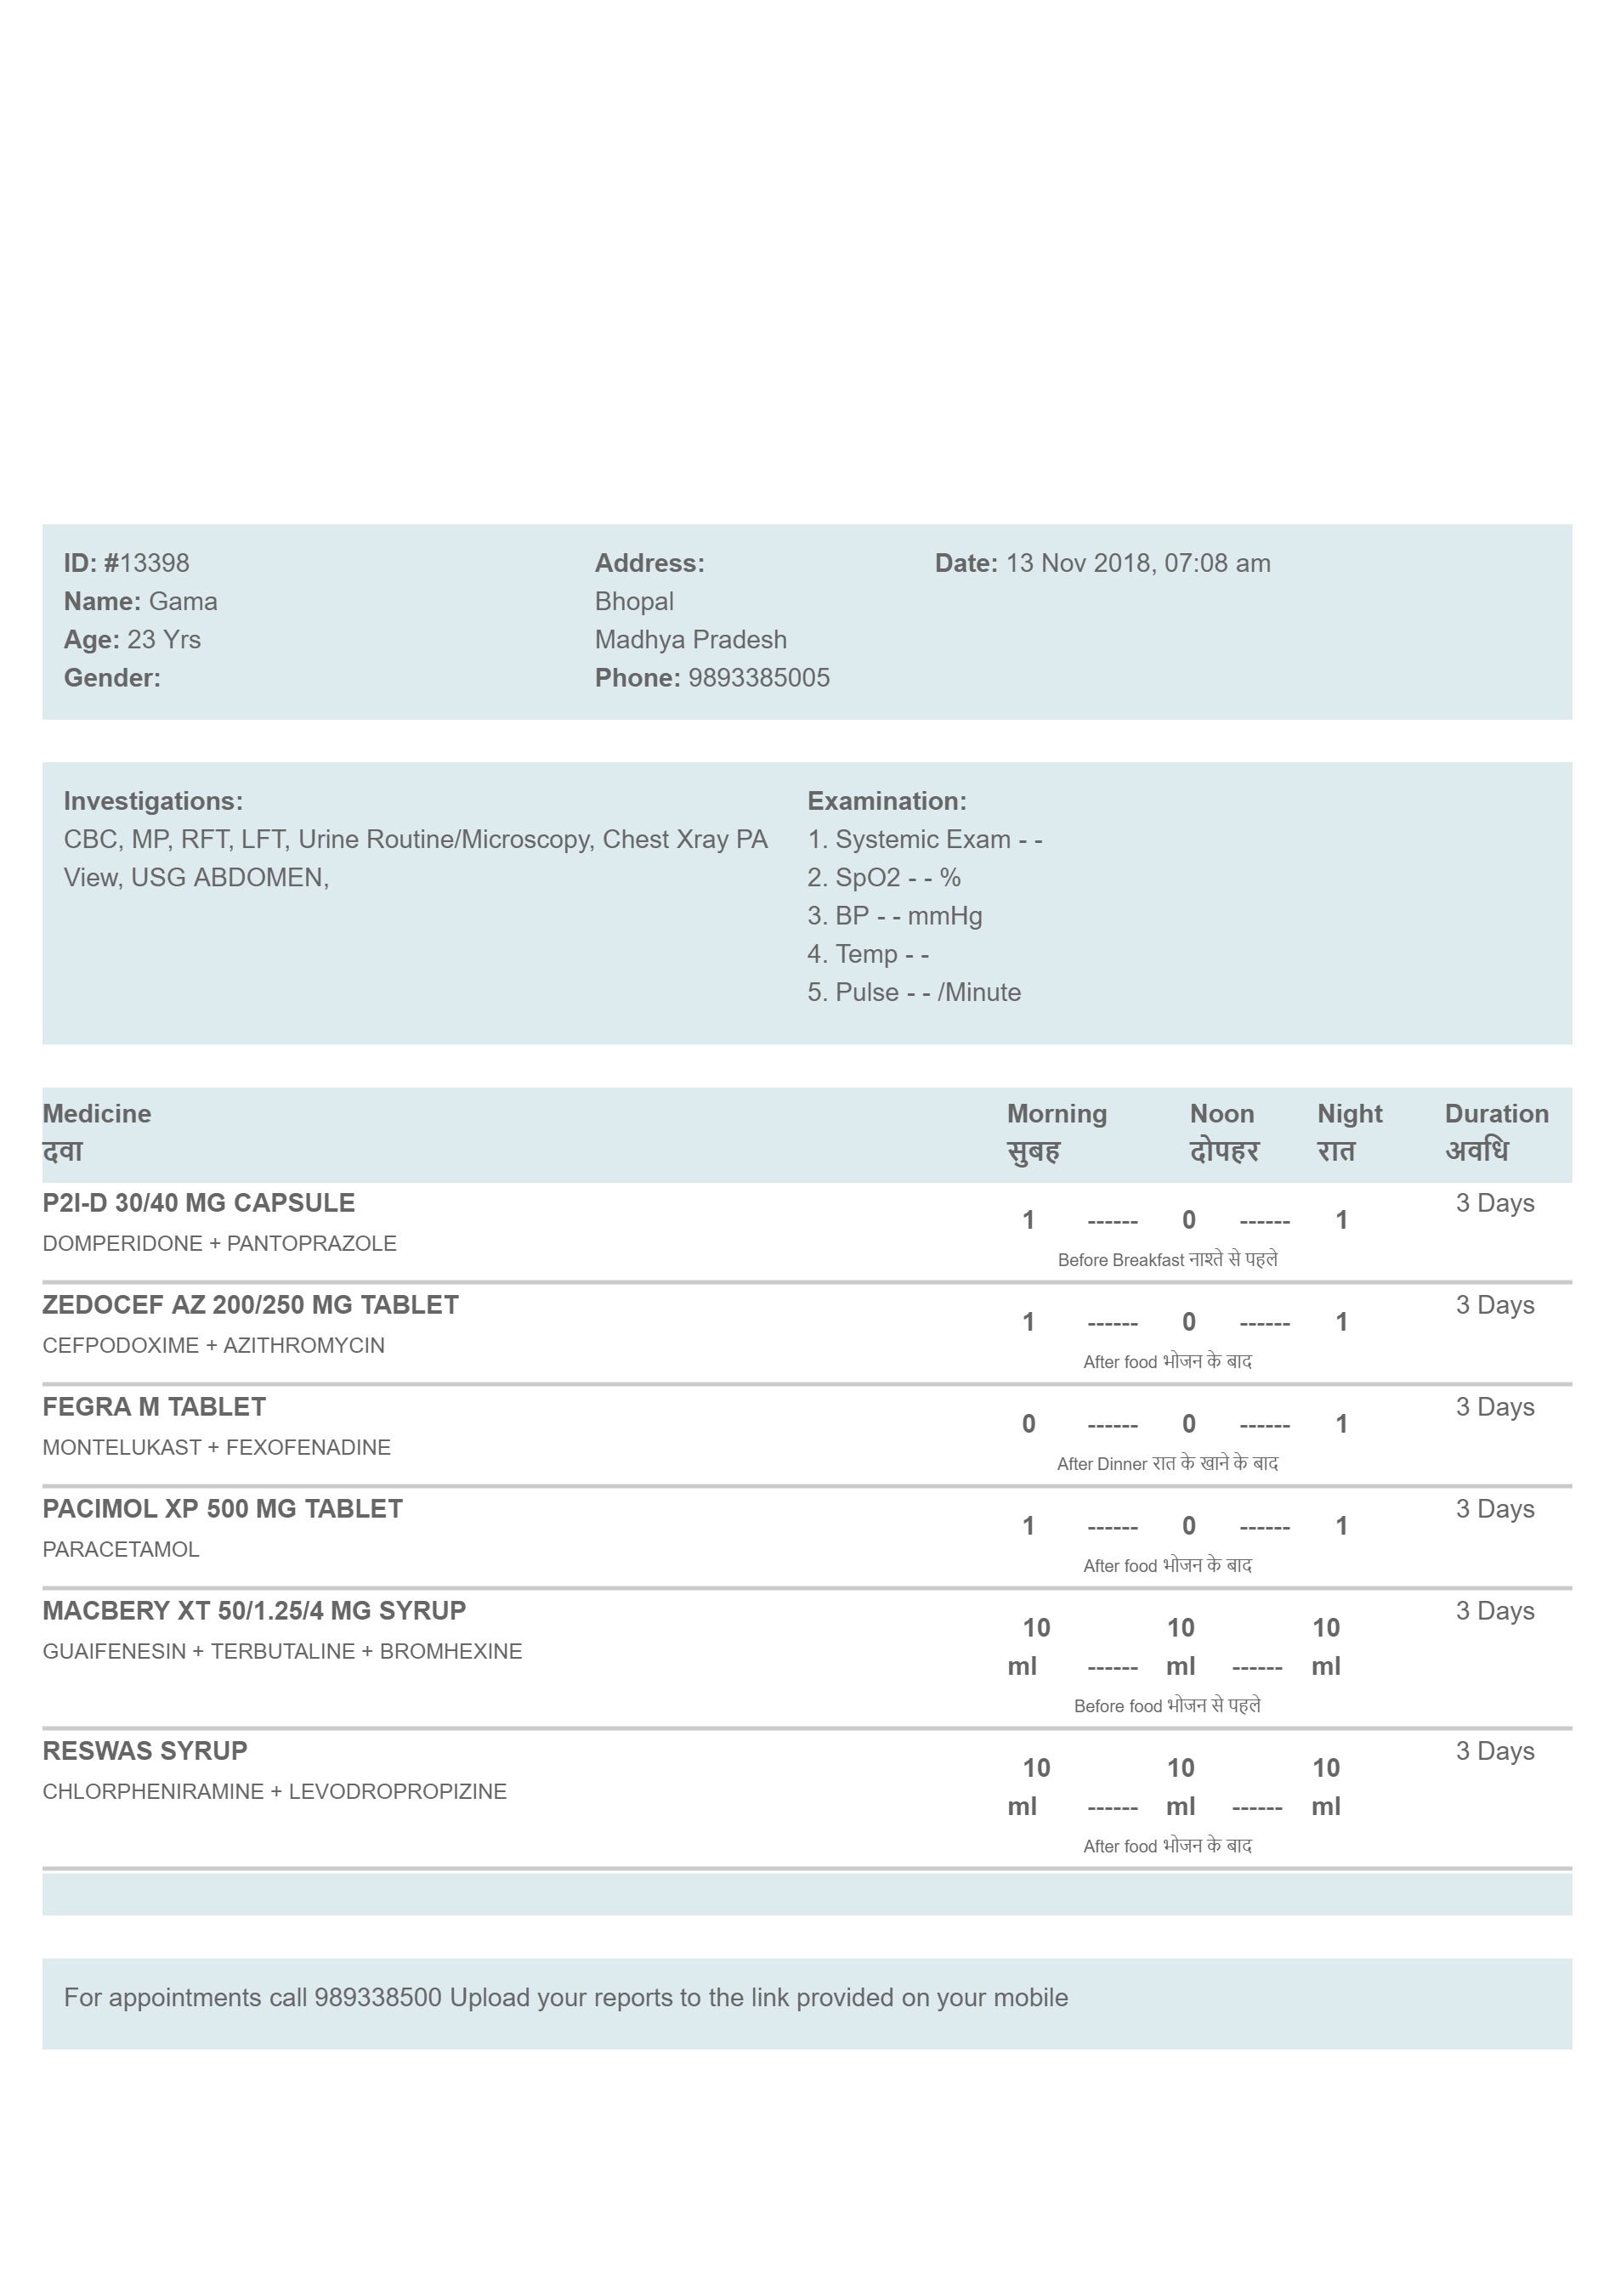 ID: #13398
Name: Gama
Age: 23 Yrs
Gender:
Address:
Bhopal
Madhya Pradesh
Phone: 9893385005
Date: 13 Nov 2018, 07:08 am
Investigations:
CBC, MP, RFT, LFT, Urine Routine/Microscopy, Chest Xray PA
View, USG ABDOMEN,
Examination:
1. Systemic Exam - -
2. SpO2 - - %
3. BP - - mmHg
4. Temp - -
5. Pulse - - /Minute
Medicine Morning Noon Night Duration
दवा सुबह दोपहर रात अवधि
P2I-D 30/40 MG CAPSULE 3 Days
1 ------ 0 ------ 1
DOMPERIDONE + PANTOPRAZOLE
Before Breakfast नाश्ते से पहले
ZEDOCEF AZ 200/250 MG TABLET 3 Days
1 ------ 0 ------ 1
CEFPODOXIME + AZITHROMYCIN
After food भोजन के बाद
FEGRA M TABLET 3 Days
0 ------ 0 ------ 1
MONTELUKAST + FEXOFENADINE
After Dinner रात के खाने के बाद
PACIMOL XP 500 MG TABLET 3 Days
1 ------ 0 ------ 1
PARACETAMOL
After food भोजन के बाद
MACBERY XT 50/1.25/4 MG SYRUP 3 Days
10 10 10
GUAIFENESIN + TERBUTALINE + BROMHEXINE
ml ------ ml ------ ml
Before food भोजन से पहले
RESWAS SYRUP 3 Days
10 10 10
CHLORPHENIRAMINE + LEVODROPROPIZINE
ml ------ ml ------ ml
After food भोजन के बाद
For appointments call 989338500 Upload your reports to the link provided on your mobile